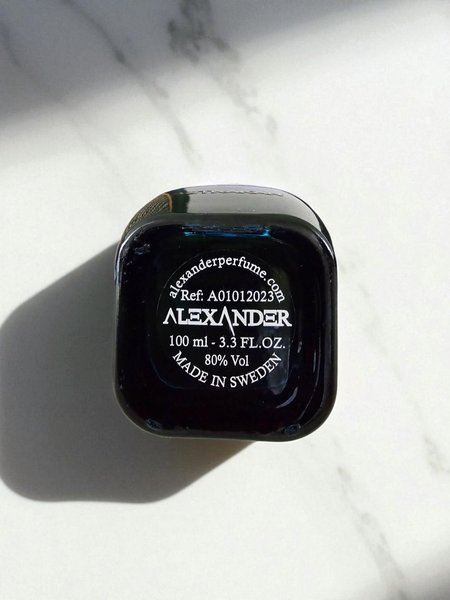 alexanderperfume.com
Ref: A01012023
ALEXANDER
100 ml - 3.3 FL.OZ.
80% Vol
MADE IN SWEDEN